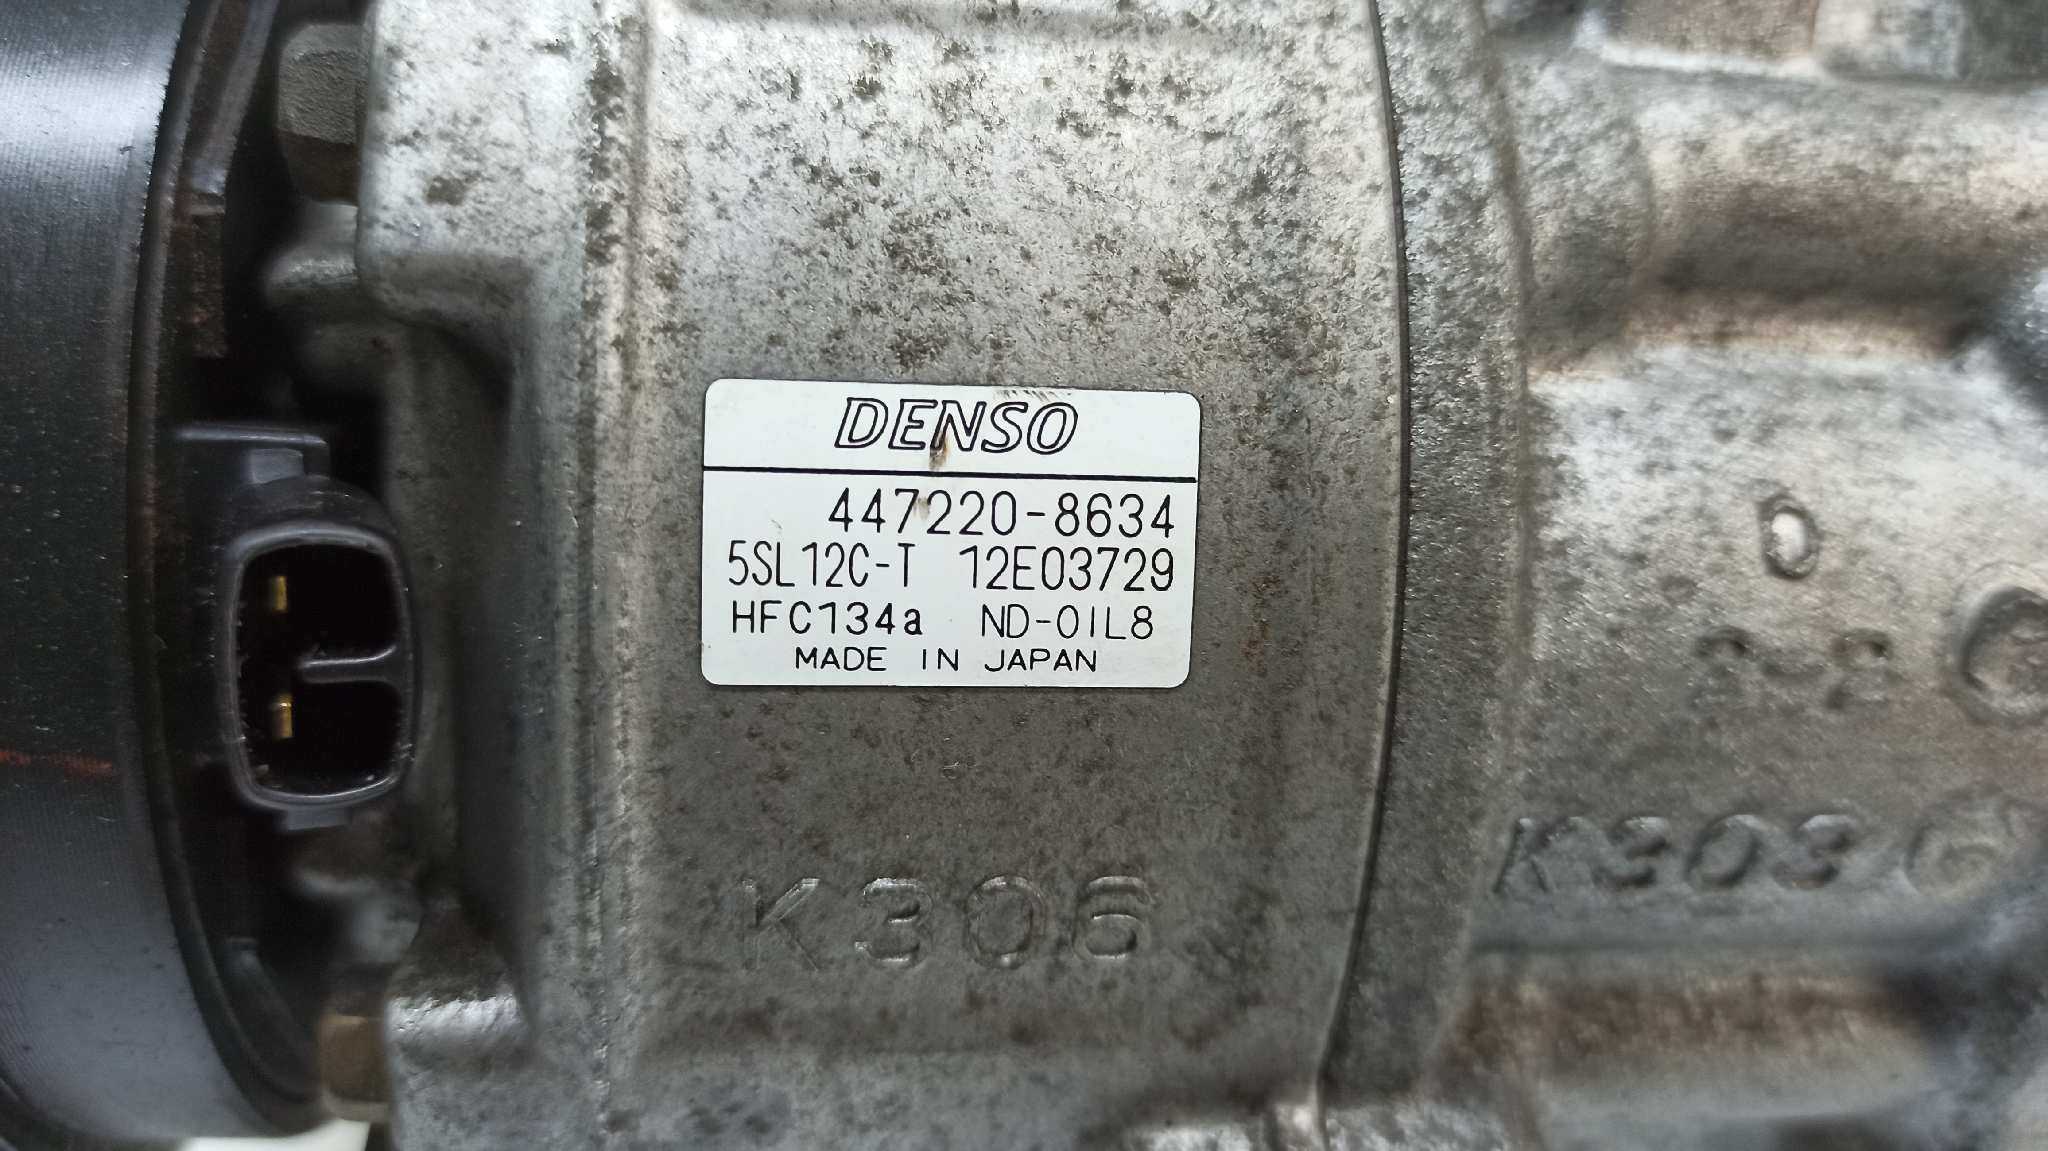 DENSO
447220-8634
5SL12C-T 12E03729
HFC134a ND-OIL8
MADE IN JAPAN
K306
K303